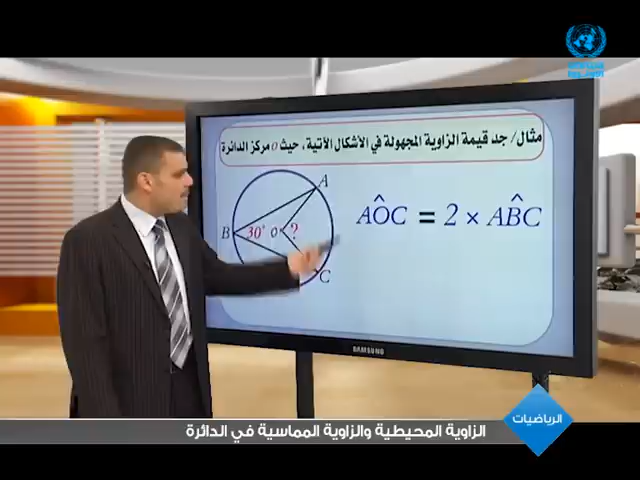 مثال/ جد قيمة الزاوية المجهولة في الأشكال الآتية، حيث O مركز الدائرة
A
AÔC = 2 × AB̂C
B 30° O ?
C
SAMSUNG
الرياضيات
الزاوية المحيطية والزاوية المماسية في الدائرة